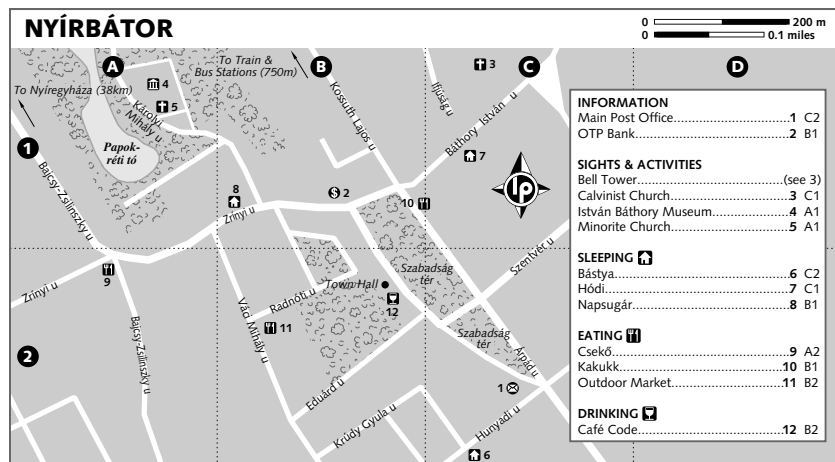 NYÍRBÁTOR
0 200 m
0 0.1 miles
A
B
C
D
1
2
To Train &
Bus Stations (750m)
To Nyíregyháza (38km)
4
5
3
Károlyi
Mihály u
Papok-
réti tó
Kossuth Lajos u
Ifjúság u
Báthory István u
7
lp
8
$ 2
10
Zrínyi u
Bajcsy-Zsilinszky u
9
Zrínyi u
Bajcsy-Zsilinszky u
Váci Mihály u
Radnóti u
11
Town Hall
12
Szabadság
tér
Szentvér u
Szabadság
tér
Árpád u
1
Eduárd u
Krúdy Gyula u
Hunyadi u
6
INFORMATION
Main Post Office 1 C2
OTP Bank 2 B1
SIGHTS & ACTIVITIES
Bell Tower (see 3)
Calvinist Church 3 C1
István Báthory Museum 4 A1
Minorite Church 5 A1
SLEEPING
Bástya 6 C2
Hódi 7 C1
Napsugár 8 B1
EATING
Csekő 9 A2
Kakukk 10 B1
Outdoor Market 11 B2
DRINKING
Café Code 12 B2